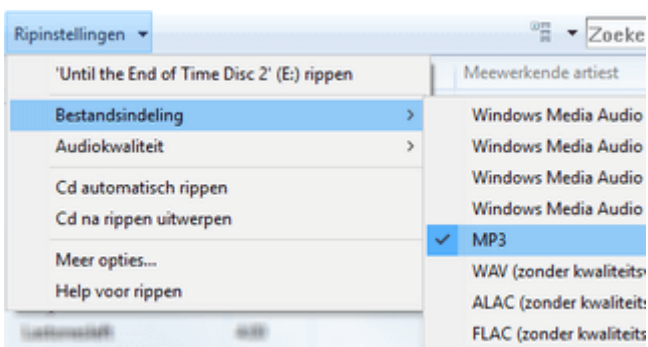 Ripinstellingen
Zoeke
'Until the End of Time Disc 2' (E:) rippen
Meewerkende artiest
Bestandsindeling
Audiokwaliteit
Cd automatisch rippen
Cd na rippen uitwerpen
Meer opties...
Help voor rippen
Windows Media Audio
Windows Media Audio
Windows Media Audio
Windows Media Audio
MP3
WAV (zonder kwaliteitsv
ALAC (zonder kwaliteits
FLAC (zonder kwaliteits